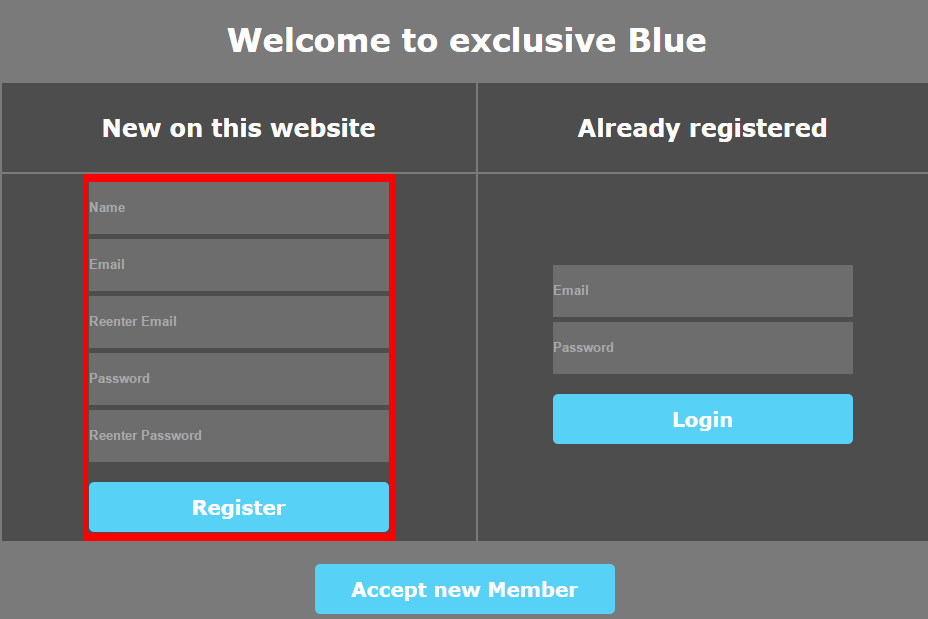 Welcome to exclusive Blue
New on this website
Already registered
Name
Email
Reenter Email
Password
Reenter Password
Register
Email
Password
Login
Accept new Member